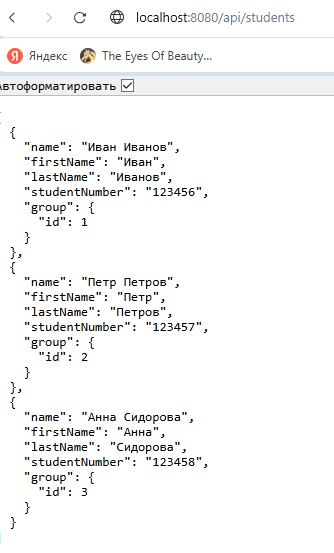 localhost:8080/api/students
Яндекс The Eyes Of Beauty...
Автоформатировать
[
  {
    "name": "Иван Иванов",
    "firstName": "Иван",
    "lastName": "Иванов",
    "studentNumber": "123456",
    "group": {
      "id": 1
    }
  },
  {
    "name": "Петр Петров",
    "firstName": "Петр",
    "lastName": "Петров",
    "studentNumber": "123457",
    "group": {
      "id": 2
    }
  },
  {
    "name": "Анна Сидорова",
    "firstName": "Анна",
    "lastName": "Сидорова",
    "studentNumber": "123458",
    "group": {
      "id": 3
    }
  }